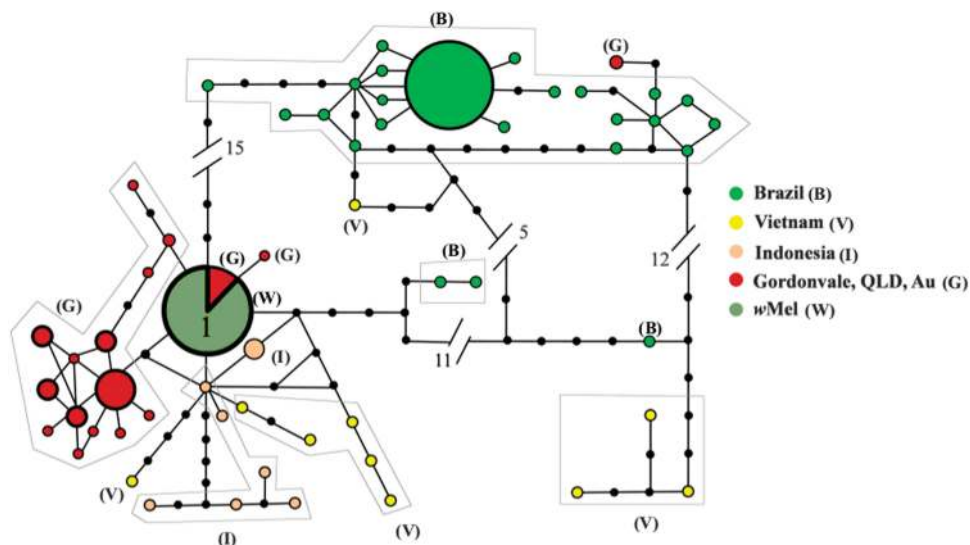 (B)
(G)
15
(V)
5
12
Brazil (B)
Vietnam (V)
Indonesia (I)
Gordonvale, QLD, Au (G)
wMel (W)
(B)
(G)
(G)
(W)
1
(G)
(I)
11
(B)
(V)
(I)
(V)
(V)